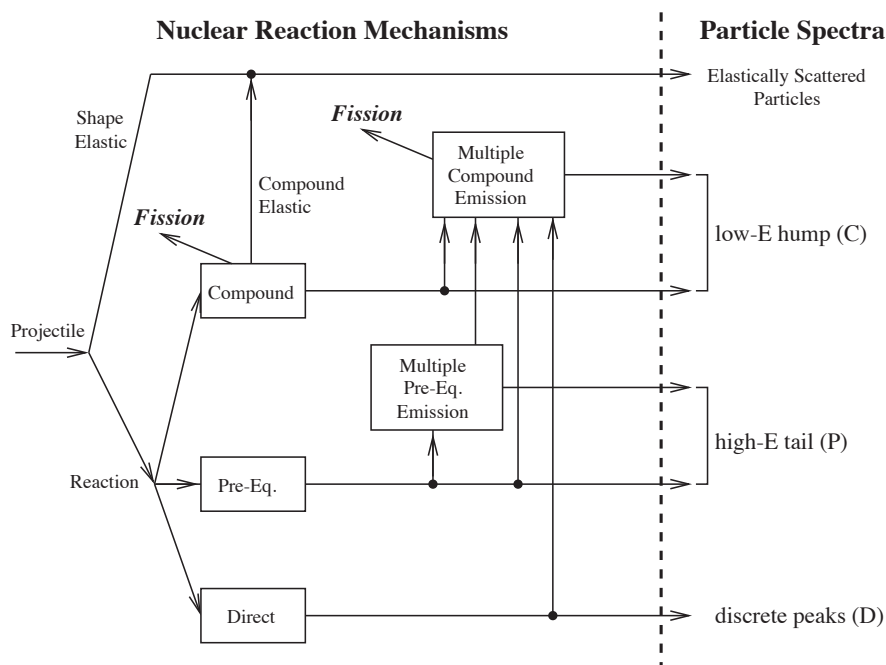 Nuclear Reaction Mechanisms
Particle Spectra
Elastically Scattered
Particles
Shape
Elastic
Fission
Multiple
Compound
Emission
Compound
Elastic
Fission
low-E hump (C)
Compound
Projectile
Multiple
Pre-Eq.
Emission
high-E tail (P)
Reaction
Pre-Eq.
Direct
discrete peaks (D)